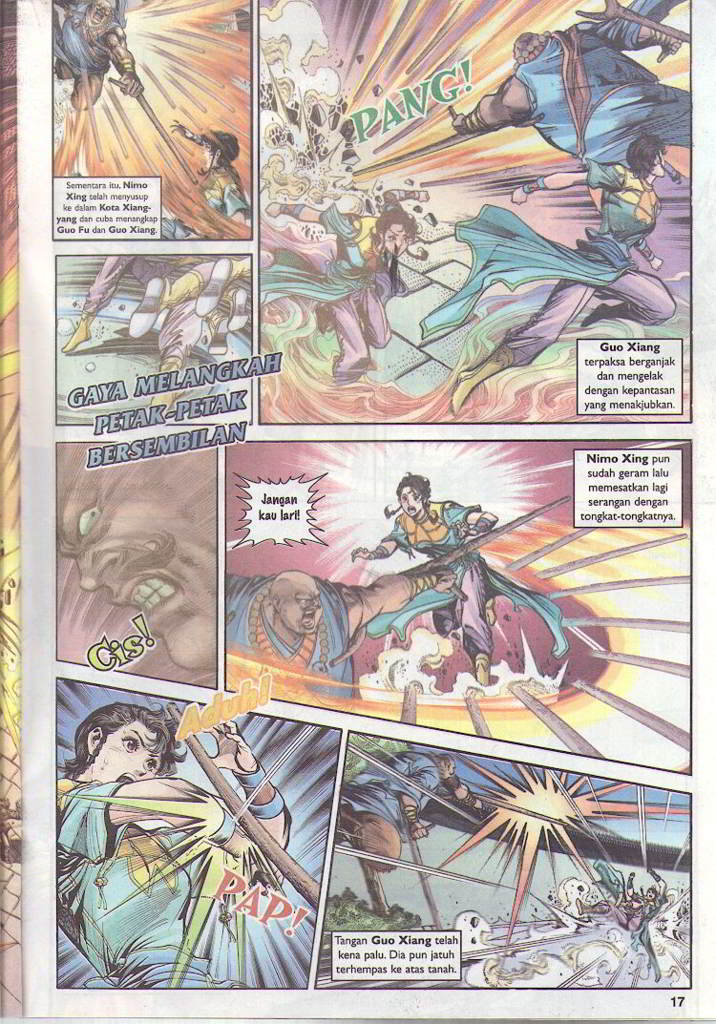 Sementara itu, Nimo
Xing telah menyusup
ke dalam Kota Xiang-
yang dan cuba menangkap
Guo Fu dan Guo Xiang.
PANG!
Guo Xiang
terpaksa berganjak
dan mengelak
dengan kepantasan
yang menakjubkan.
GAYA MELANGKAH
PETAK-PETAK
BERSEMBILAN
Cis!
Jangan
kau lari!
Nimo Xing pun
sudah geram lalu
memesatkan lagi
serangan dengan
tongkat-tongkatnya.
Aduh!
PAP!
Tangan Guo Xiang telah
kena palu. Dia pun jatuh
terhempas ke atas tanah.
17